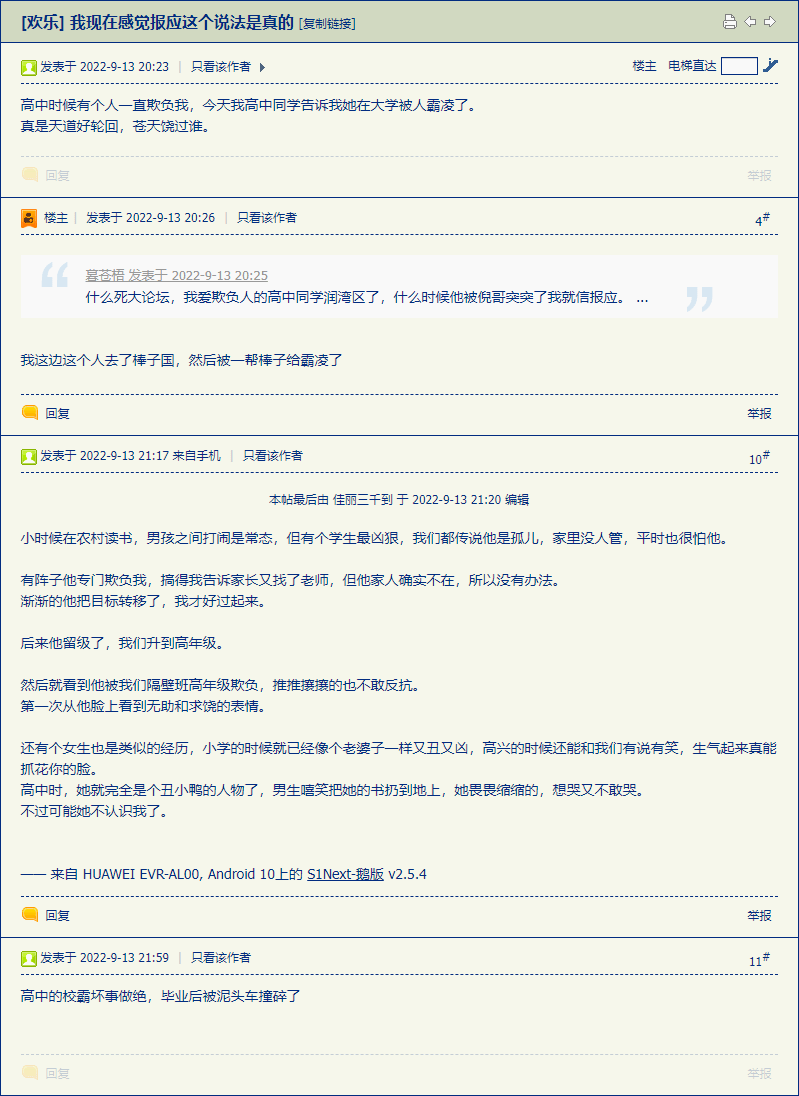 [欢乐] 我现在感觉报应这个说法是真的 [复制链接]
发表于 2022-9-13 20:23 | 只看该作者 楼主 电梯直达
高中时候有个人一直欺负我，今天我高中同学告诉我她在大学被人霸凌了。
真是天道好轮回，苍天饶过谁。
回复 举报
楼主 | 发表于 2022-9-13 20:26 | 只看该作者 4#
暮苍梧 发表于 2022-9-13 20:25
什么死大论坛，我爱欺负人的高中同学润湾区了，什么时候他被倪哥突突了我就信报应。 ...
我这边这个人去了棒子国，然后被一帮棒子给霸凌了
回复 举报
发表于 2022-9-13 21:17 来自手机 | 只看该作者 10#
本帖最后由 佳丽三千到 于 2022-9-13 21:20 编辑
小时候在农村读书，男孩之间打闹是常态，但有个学生最凶狠，我们都传说他是孤儿，家里没人管，平时也很怕他。
有阵子他专门欺负我，搞得我告诉家长又找了老师，但他家人确实不在，所以没有办法。
渐渐的他把目标转移了，我才好过起来。
后来他留级了，我们升到高年级。
然后就看到他被我们隔壁班高年级欺负，推推攘攘的也不敢反抗。
第一次从他脸上看到无助和求饶的表情。
还有个女生也是类似的经历，小学的时候就已经像个老婆子一样又丑又凶，高兴的时候还能和我们有说有笑，生气起来真能
抓花你的脸。
高中时，她就完全是个丑小鸭的人物了，男生嘻笑把她的书扔到地上，她畏畏缩缩的，想哭又不敢哭。
不过可能她不认识我了。
—— 来自 HUAWEI EVR-AL00, Android 10上的 S1Next-鹅版 v2.5.4
回复 举报
发表于 2022-9-13 21:59 | 只看该作者 11#
高中的校霸坏事做绝，毕业后被泥头车撞碎了
回复 举报